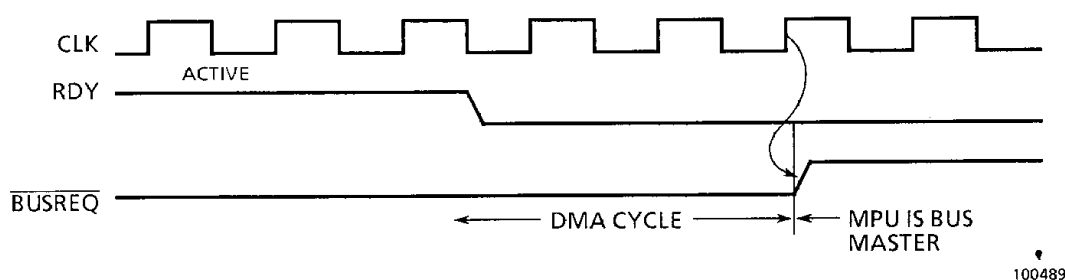 CLK
ACTIVE
RDY
BUSREQ
DMA CYCLE
MPU IS BUS
MASTER
100489